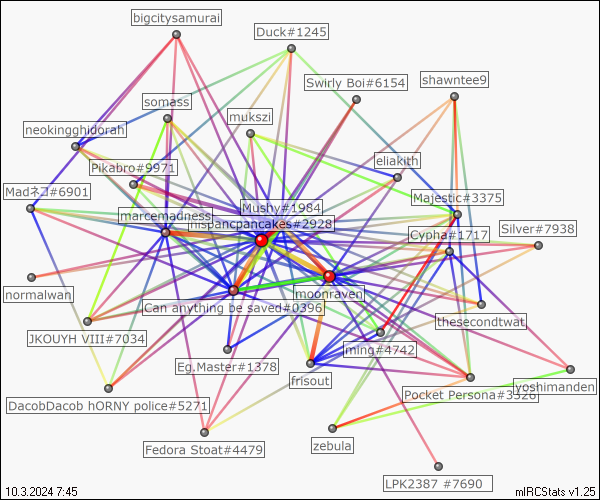 bigcitysamurai
Duck#1245
Swirly Boi#6154
shawntee9
somass
mukszi
neokingghidorah
eliakith
Pikabro#9971
Madネコ#6901
Majestic#3375
Mushy#1984
marcemadness
mspancpancakes#2928
Cypha#1717
Silver#7938
normalwan
moonraven
Can anything be saved#0396
thesecondtwat
JKOUYH VIII#7034
ming#4742
Eg.Master#1378
frisout
yoshimanden
Pocket Persona#3326
DacobDacob hORNY police#5271
zebula
Fedora Stoat#4479
LPK2387 #7690
10.3.2024 7:45
mIRCStats v1.25